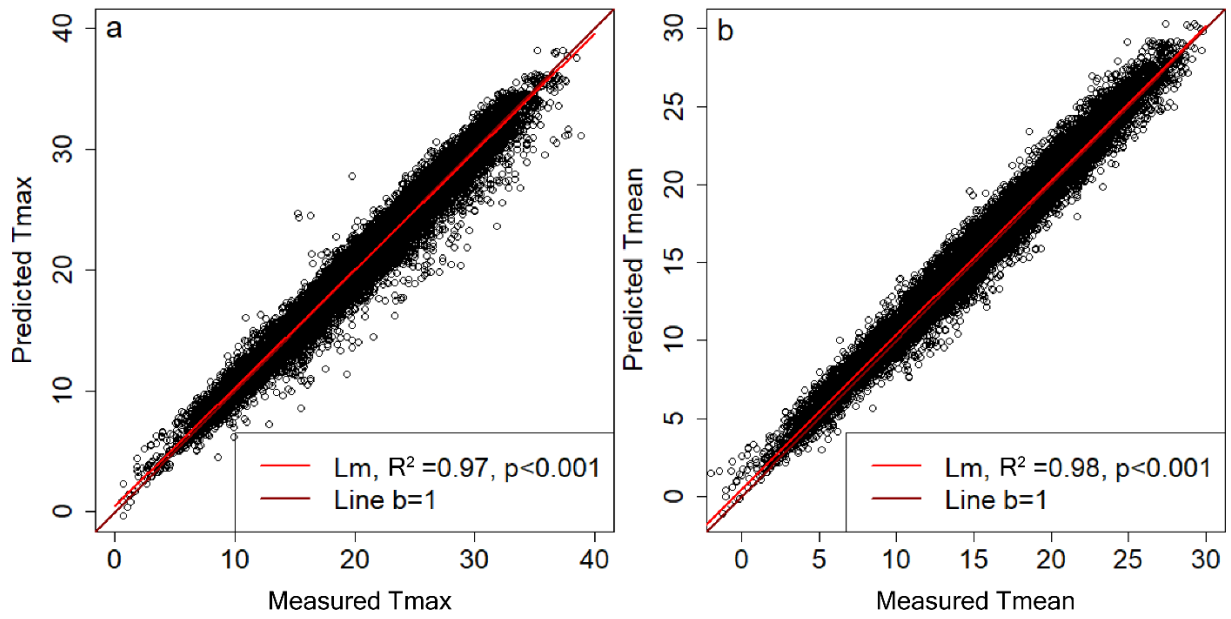 a
40
30
20
10
0
Predicted Tmax
Lm, R² =0.97, p<0.001
Line b=1
0 10 20 30 40
Measured Tmax
b
30
25
20
15
10
5
0
Predicted Tmean
Lm, R² =0.98, p<0.001
Line b=1
0 5 10 15 20 25 30
Measured Tmean